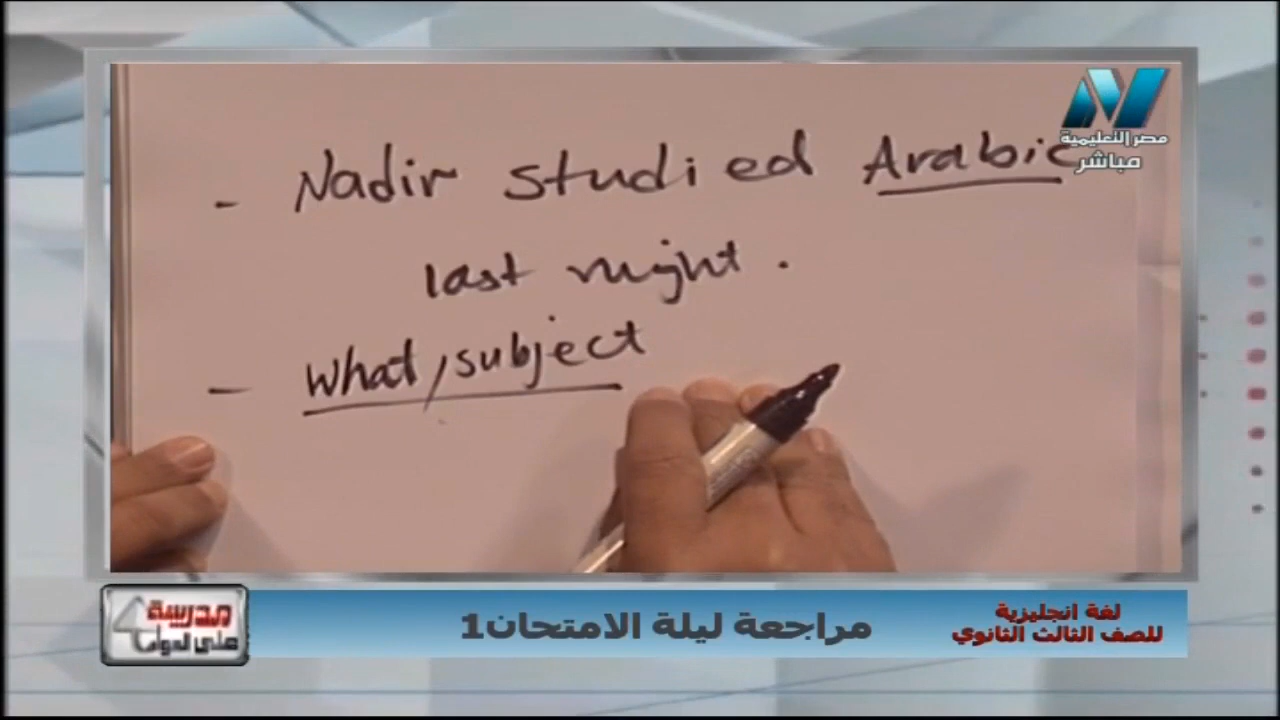 مصر التعليمية
مباشر
- Nadir studied Arabic
last night.
- What/subject
مدرسة
على الهواء
مراجعة ليلة الامتحان1
لغة انجليزية
للصف الثالث الثانوي